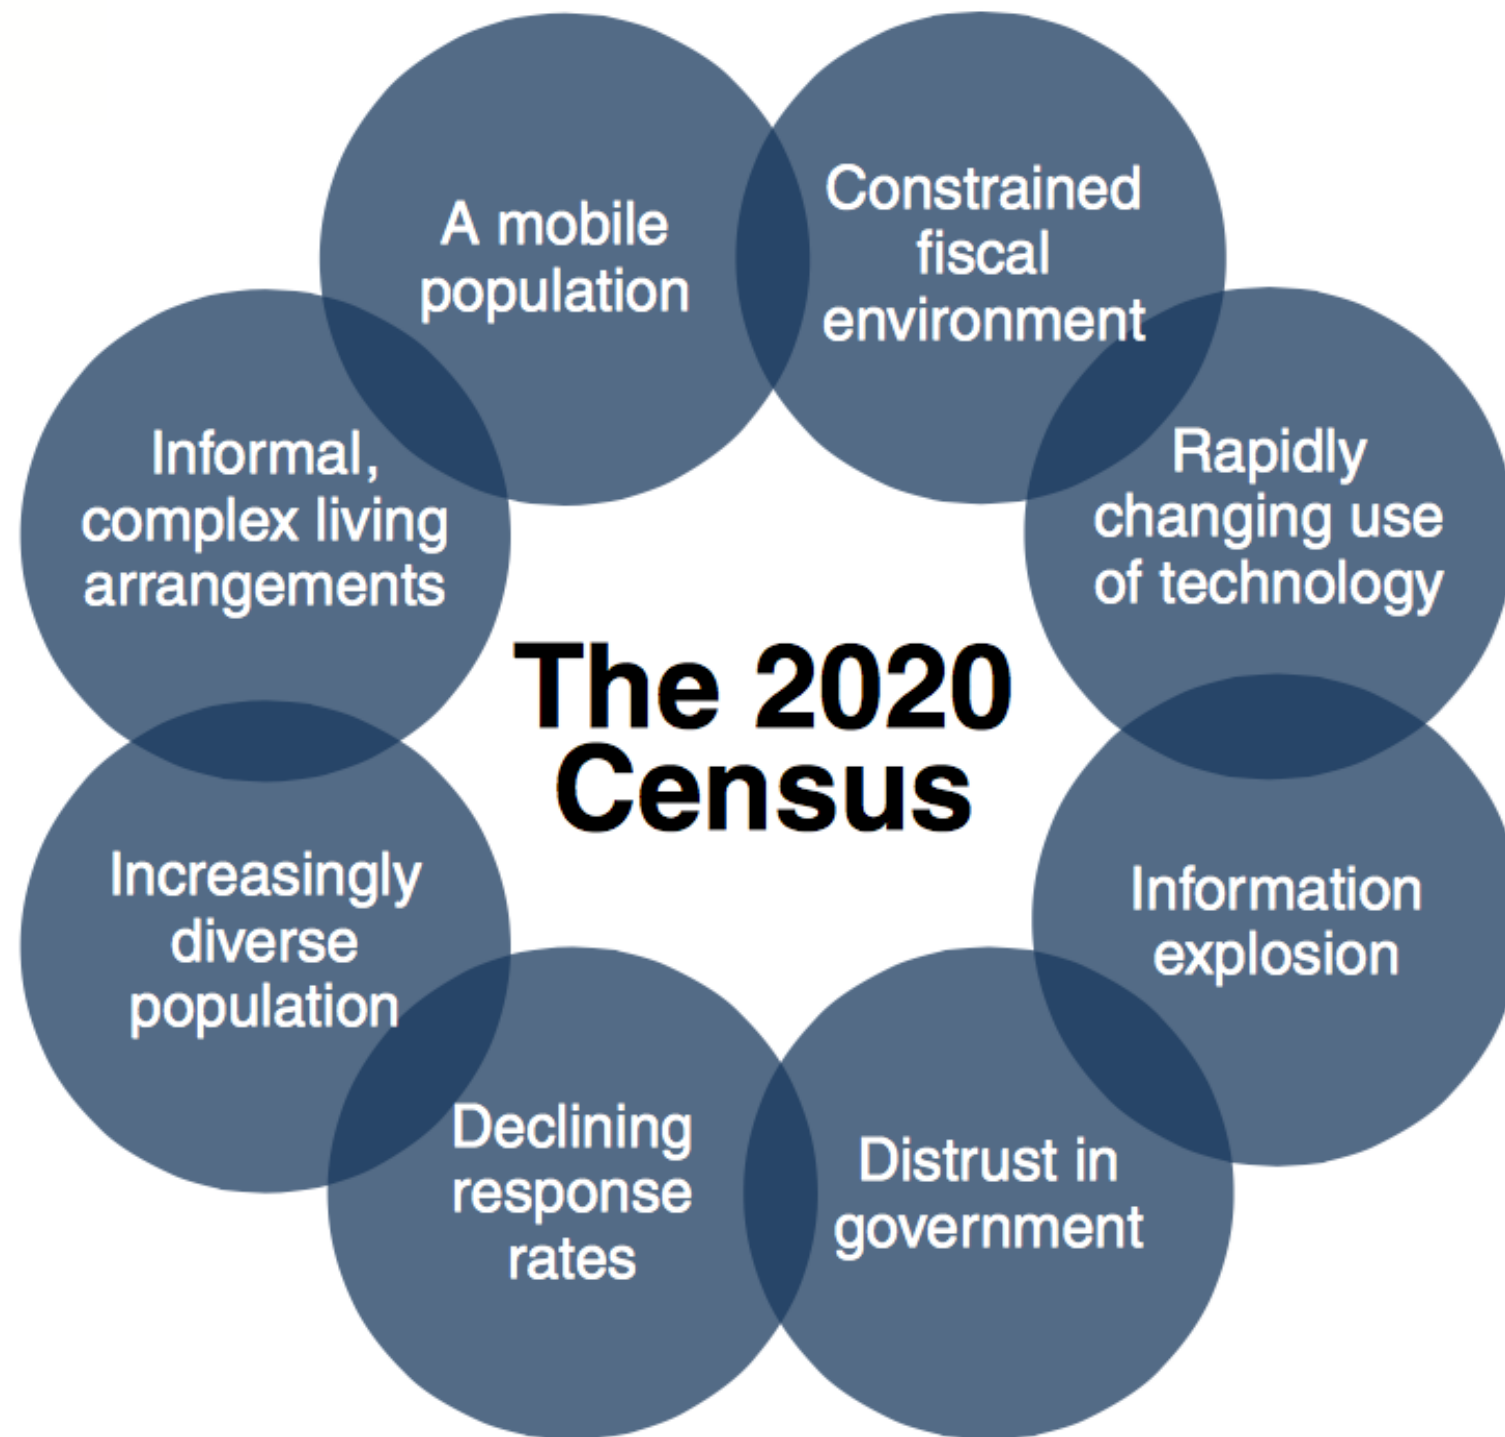 A mobile
population
Constrained
fiscal
environment
Rapidly
changing use
of technology
Information
explosion
Distrust in
government
Declining
response
rates
Increasingly
diverse
population
Informal,
complex living
arrangements
The 2020
Census